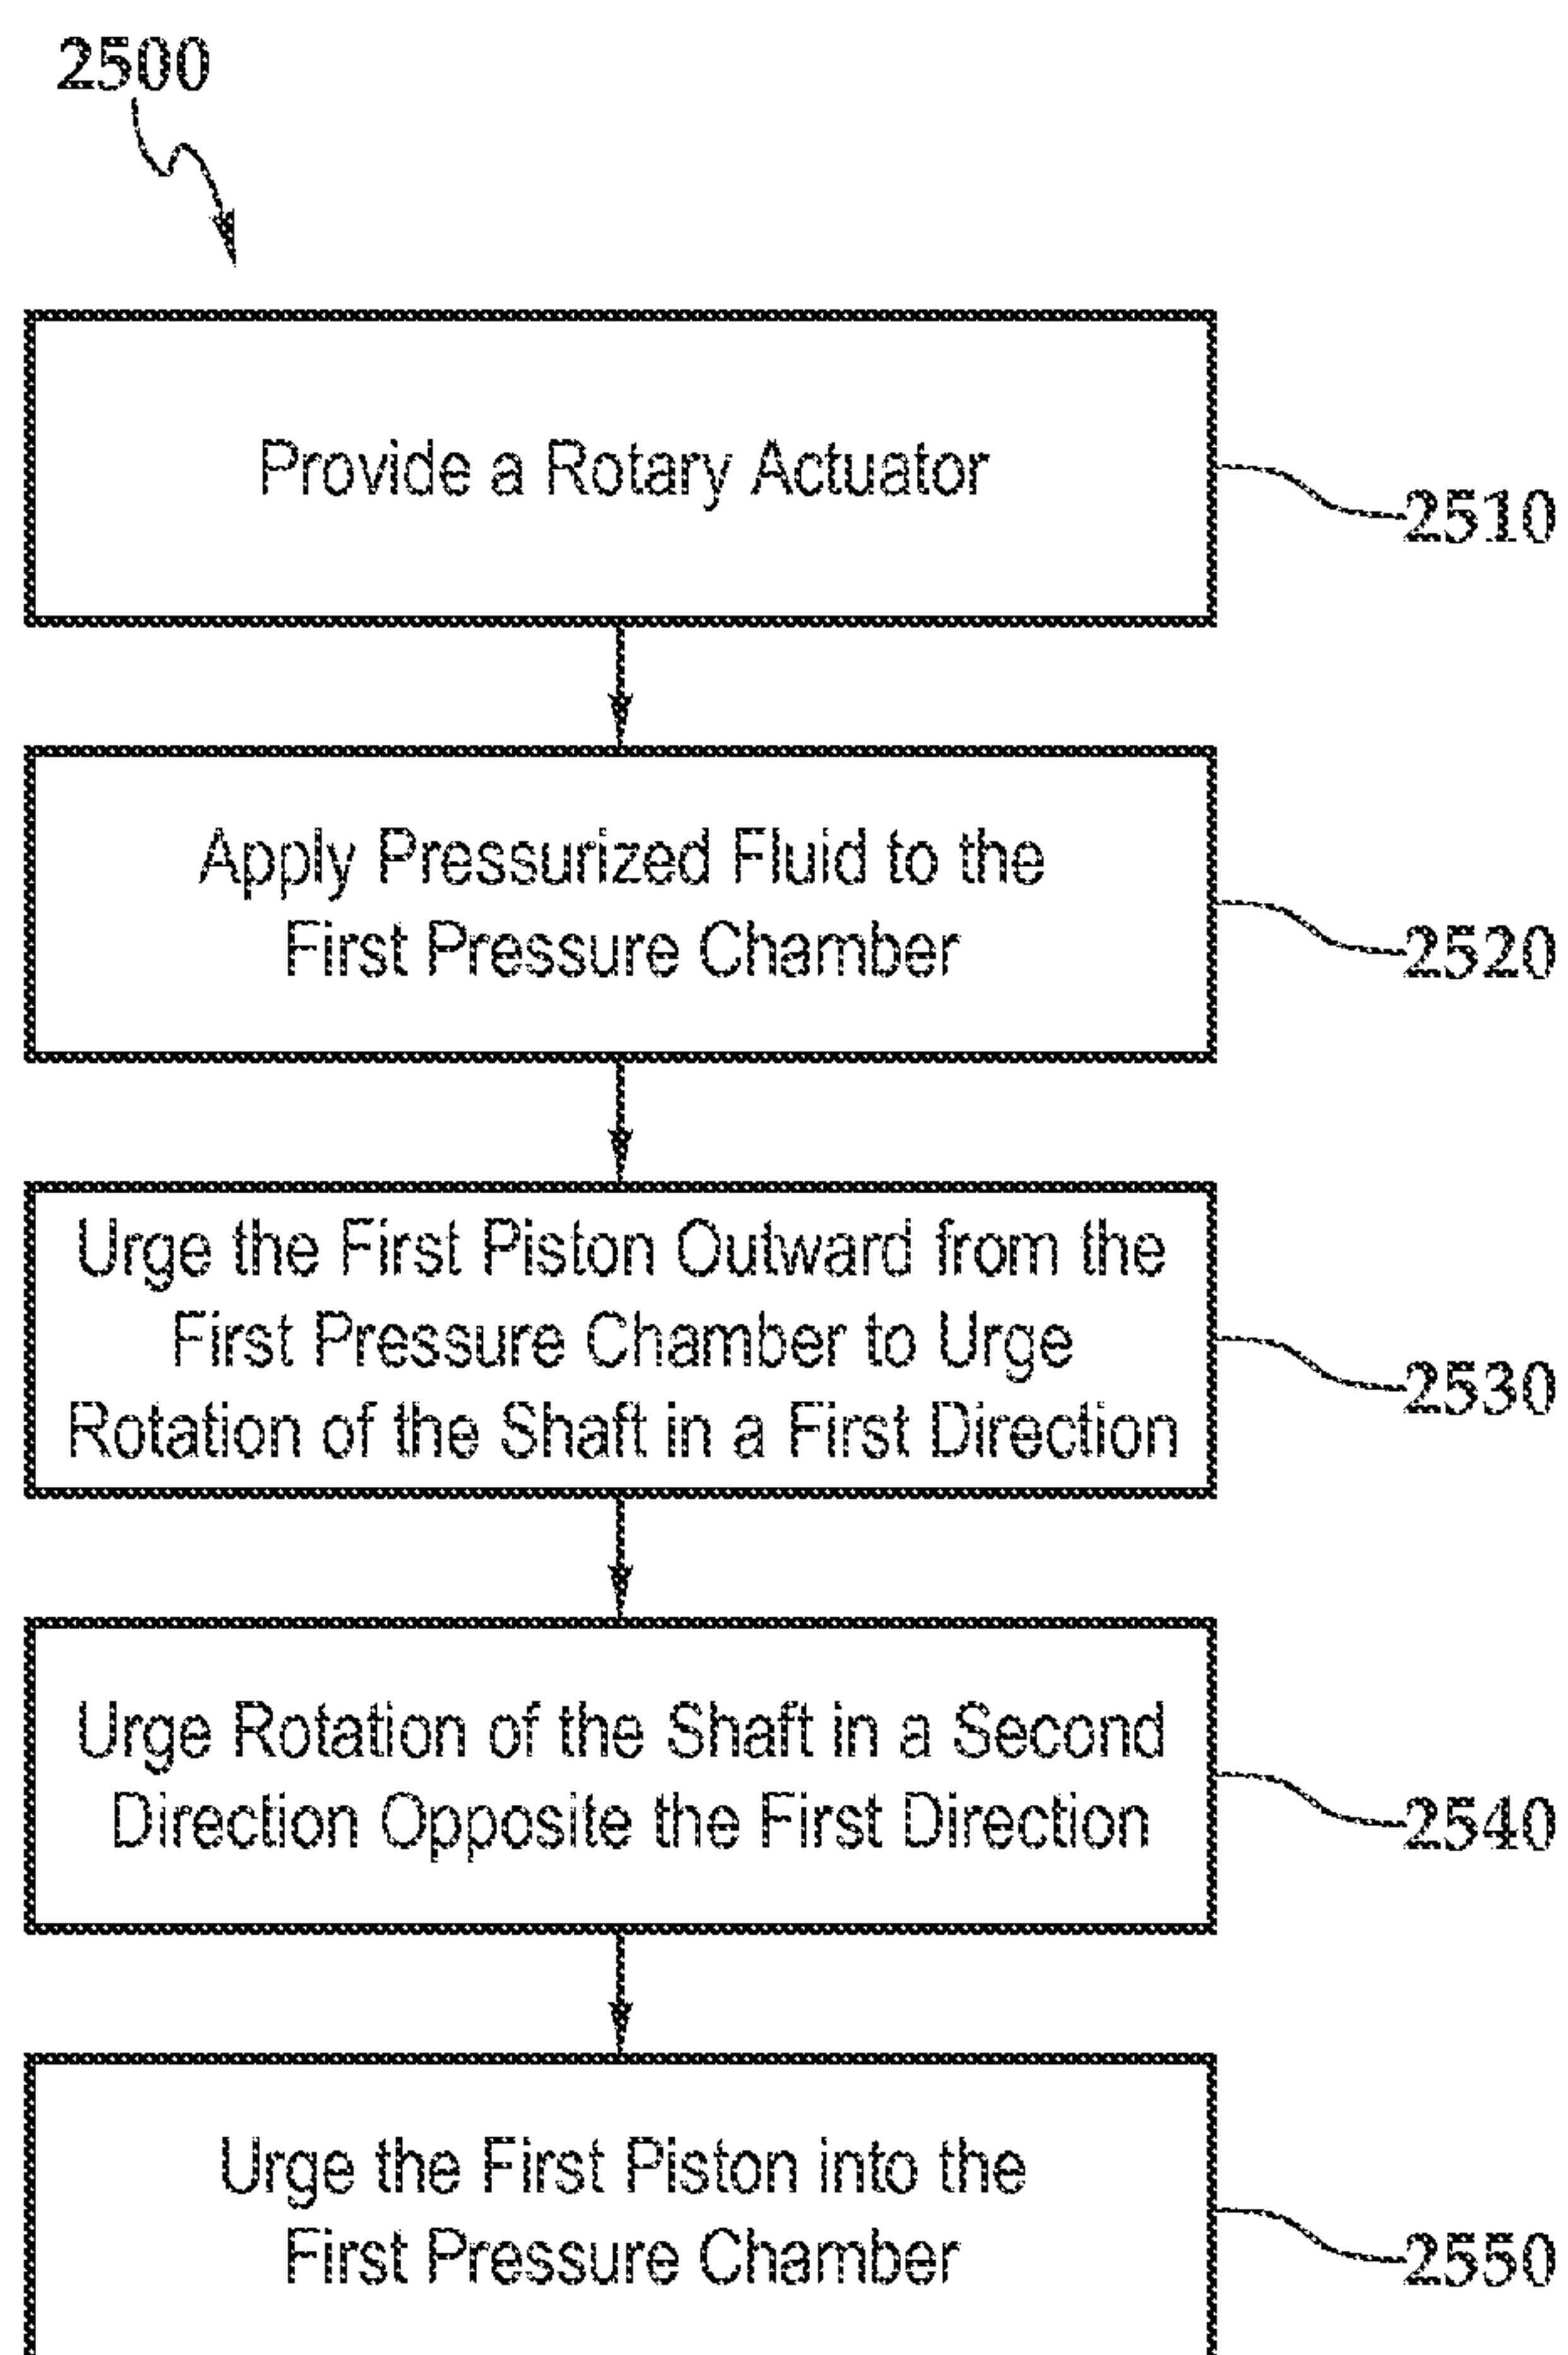 2500
Provide a Rotary Actuator
2510
Apply Pressurized Fluid to the
First Pressure Chamber
2520
Urge the First Piston Outward from the
First Pressure Chamber to Urge
Rotation of the Shaft in a First Direction
2530
Urge Rotation of the Shaft in a Second
Direction Opposite the First Direction
2540
Urge the First Piston into the
First Pressure Chamber
2550